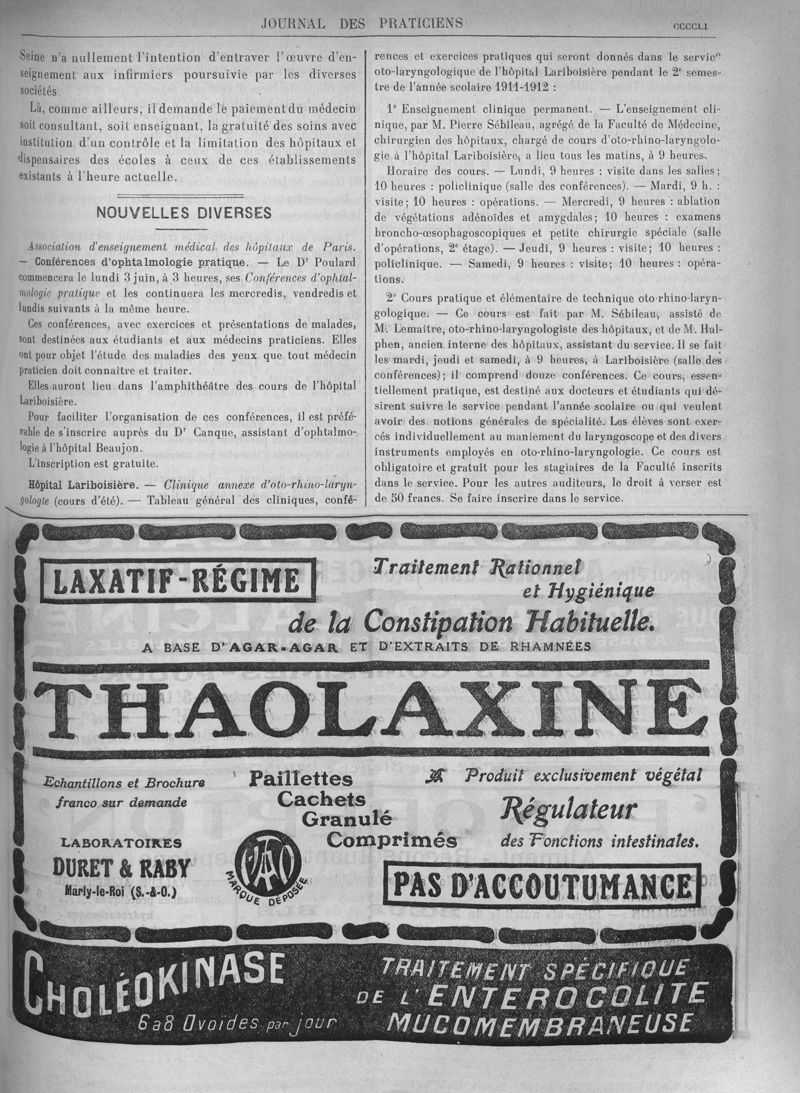 JOURNAL DES PRATICIENS
CCCCLI
Seine n'a nullement l'intention d'entraver l'œuvre d'en-
seignement aux infirmiers poursuivie par les diverses
sociétés
Là, comme ailleurs, il demande le paiement du médecin
soit consultant, soit enseignant, la gratuité des soins avec
institution d'un contrôle et la limitation des hôpitaux et
dispensaires des écoles à ceux de ces établissements
existants à l'heure actuelle.
NOUVELLES DIVERSES
Association d'enseignement médical des hôpitaux de Paris.
— Conférences d'ophtalmologie pratique. — Le Dr Poulard
commencera le lundi 3 juin, à 3 heures, ses Conférences d'ophtal-
mologie pratique et les continuera les mercredis, vendredis et
lundis suivants à la même heure.
Ces conférences, avec exercices et présentations de malades,
sont destinées aux étudiants et aux médecins praticiens. Elles
ont pour objet l'étude des maladies des yeux que tout médecin
praticien doit connaître et traiter.
Elles auront lieu dans l'amphithéâtre des cours de l'hôpital
Lariboisière.
Pour faciliter l'organisation de ces conférences, il est préfé-
rable de s'inscrire auprès du Dr Canque, assistant d'ophtalmo-
logie à l'hôpital Beaujon.
L'inscription est gratuite.
Hôpital Lariboisière. — Clinique annexe d'oto-rhino-laryn-
gologie (cours d'été). — Tableau général des cliniques, confé-
rences et exercices pratiques qui seront donnés dans le service
oto-laryngologique de l'hôpital Lariboisière pendant le 2e semes-
tre de l'année scolaire 1911-1912 :
1° Enseignement clinique permanent. — L'enseignement cli-
nique, par M. Pierre Sébileau, agrégé de la Faculté de Médecine,
chirurgien des hôpitaux, chargé de cours d'oto-rhino-laryngolo-
gie à l'hôpital Lariboisière, a lieu tous les matins, à 9 heures.
Horaire des cours. — Lundi, 9 heures : visite dans les salles;
10 heures : policlinique (salle des conférences). — Mardi, 9 h. :
visite; 10 heures : opérations. — Mercredi, 9 heures : ablation
de végétations adénoïdes et amygdales; 10 heures : examens
broncho-œsophagoscopiques et petite chirurgie spéciale (salle
d'opérations, 2e étage). — Jeudi, 9 heures : visite; 10 heures :
policlinique. — Samedi, 9 heures : visite; 10 heures : opéra-
tions.
2° Cours pratique et élémentaire de technique oto-rhino-laryn-
gologique. — Ce cours est fait par M. Sébileau, assisté de
M. Lemaître, oto-rhino-laryngologiste des hôpitaux, et de M. Hal-
phen, ancien interne des hôpitaux, assistant du service. Il se fait
les mardi, jeudi et samedi, à 9 heures, à Lariboisière (salle des
conférences); il comprend douze conférences. Ce cours, essen-
tiellement pratique, est destiné aux docteurs et étudiants qui dé-
sirent suivre le service pendant l'année scolaire ou qui veulent
avoir des notions générales de spécialité. Les élèves sont exer-
cés individuellement au maniement du laryngoscope et des divers
instruments employés en oto-rhino-laryngologie. Ce cours est
obligatoire et gratuit pour les stagiaires de la Faculté inscrits
dans le service. Pour les autres auditeurs, le droit à verser est
de 50 francs. Se faire inscrire dans le service.
LAXATIF-RÉGIME
Traitement Rationnel
et Hygiénique
de la Constipation Habituelle.
A BASE D'AGAR-AGAR ET D'EXTRAITS DE RHAMNÉES
THAOLAXINE
Echantillons et Brochure
franco sur demande
LABORATOIRES
DURET & RABY
Marly-le-Roi (S.-&-O.)
Paillettes
Cachets
Granulé
Comprimés
MARQUE DÉPOSÉE
Produit exclusivement végétal
Régulateur
des Fonctions intestinales.
PAS D'ACCOUTUMANCE
CHOLÉOKINASE
6 à 8 Ovoïdes par jour
TRAITEMENT SPÉCIFIQUE
DE L'ENTEROCOLITE
MUCOMEMBRANEUSE